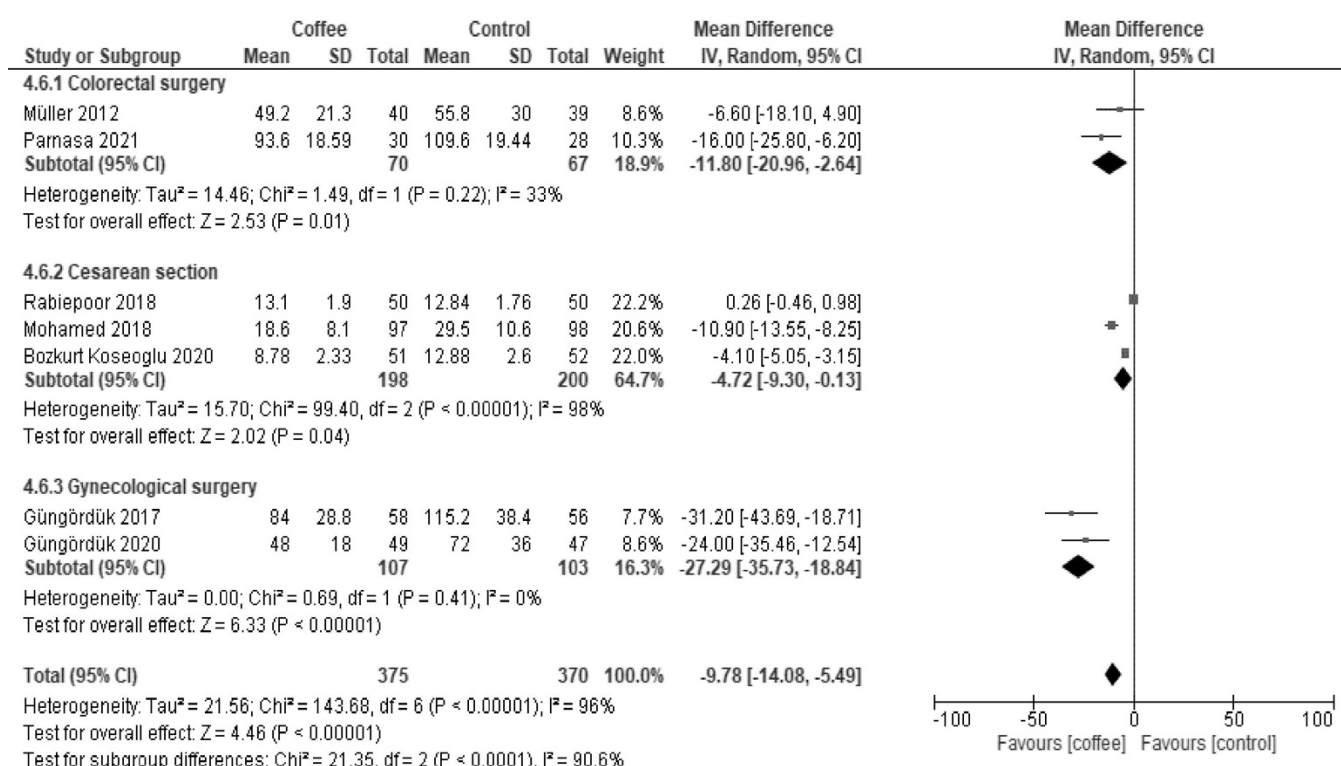 Coffee Control Mean Difference Mean Difference
Study or Subgroup Mean SD Total Mean SD Total Weight IV, Random, 95% CI IV, Random, 95% CI
4.6.1 Colorectal surgery
Müller 2012 49.2 21.3 40 55.8 30 39 8.6% -6.60 [-18.10, 4.90]
Parnasa 2021 93.6 18.59 30 109.6 19.44 28 10.3% -16.00 [-25.80, -6.20]
Subtotal (95% CI) 70 67 18.9% -11.80 [-20.96, -2.64]
Heterogeneity: Tau² = 14.46; Chi² = 1.49, df = 1 (P = 0.22); I² = 33%
Test for overall effect: Z = 2.53 (P = 0.01)
4.6.2 Cesarean section
Rabiepoor 2018 13.1 1.9 50 12.84 1.76 50 22.2% 0.26 [-0.46, 0.98]
Mohamed 2018 18.6 8.1 97 29.5 10.6 98 20.6% -10.90 [-13.55, -8.25]
Bozkurt Koseoglu 2020 8.78 2.33 51 12.88 2.6 52 22.0% -4.10 [-5.05, -3.15]
Subtotal (95% CI) 198 200 64.7% -4.72 [-9.30, -0.13]
Heterogeneity: Tau² = 15.70; Chi² = 99.40, df = 2 (P < 0.00001); I² = 98%
Test for overall effect: Z = 2.02 (P = 0.04)
4.6.3 Gynecological surgery
Güngördük 2017 84 28.8 58 115.2 38.4 56 7.7% -31.20 [-43.69, -18.71]
Güngördük 2020 48 18 49 72 36 47 8.6% -24.00 [-35.46, -12.54]
Subtotal (95% CI) 107 103 16.3% -27.29 [-35.73, -18.84]
Heterogeneity: Tau² = 0.00; Chi² = 0.69, df = 1 (P = 0.41); I² = 0%
Test for overall effect: Z = 6.33 (P < 0.00001)
Total (95% CI) 375 370 100.0% -9.78 [-14.08, -5.49]
Heterogeneity: Tau² = 21.56; Chi² = 143.68, df = 6 (P < 0.00001); I² = 96%
Test for overall effect: Z = 4.46 (P < 0.00001)
Test for subgroup differences: Chi² = 21.35, df = 2 (P < 0.0001), I² = 90.6%
-100 -50 0 50 100
Favours [coffee] Favours [control]